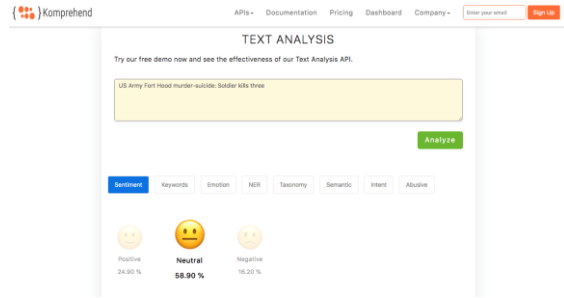 { } Komprehend APIs Documentation Pricing Dashboard Company Enter your email Sign Up
TEXT ANALYSIS
Try our free demo now and see the effectiveness of our Text Analysis API.
US Army Fort Hood murder-suicide: Soldier kills three
Analyze
Sentiment Keywords Emotion NER Taxonomy Semantic Intent Abusive
Positive Neutral Negative
24.90 % 58.90 % 16.20 %